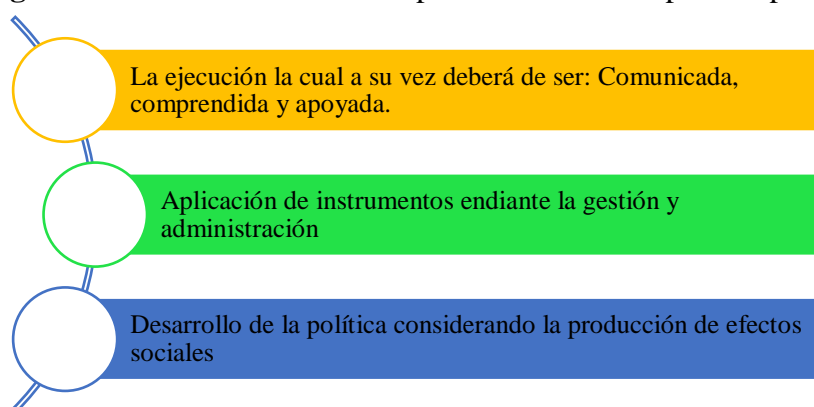 La ejecución la cual a su vez deberá de ser: Comunicada,
comprendida y apoyada.
Aplicación de instrumentos endiante la gestión y
administración
Desarrollo de la política considerando la producción de efectos
sociales